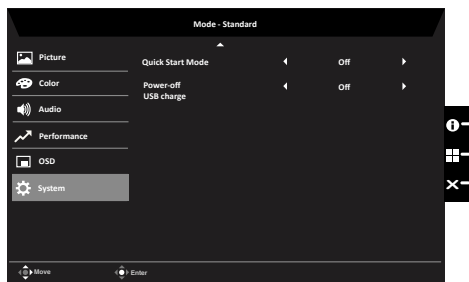 Mode - Standard
Picture
Color
Audio
Performance
OSD
System
Quick Start Mode Off
Power-off Off
USB charge
Move Enter